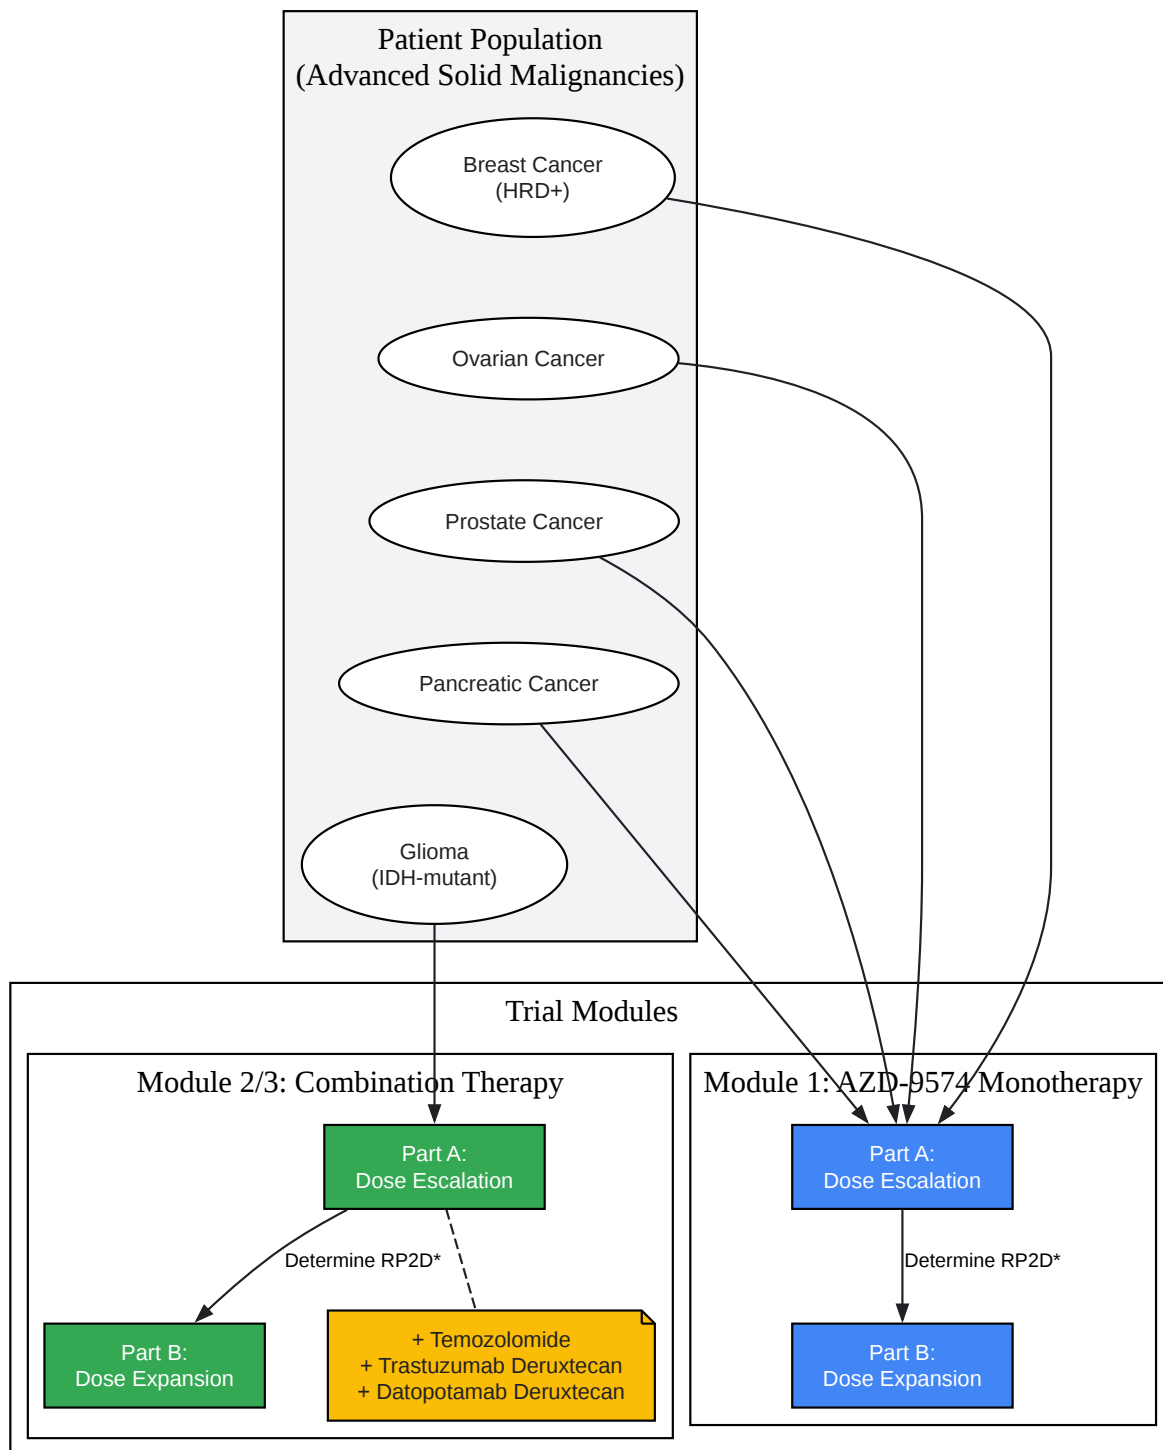 Patient Population
(Advanced Solid Malignancies)
Breast Cancer
(HRD+)
Ovarian Cancer
Prostate Cancer
Pancreatic Cancer
Glioma
(IDH-mutant)
Trial Modules
Module 2/3: Combination Therapy
Part A:
Dose Escalation
Determine RP2D*
Part B:
Dose Expansion
+ Temozolomide
+ Trastuzumab Deruxtecan
+ Datopotamab Deruxtecan
Module 1: AZD-9574 Monotherapy
Part A:
Dose Escalation
Determine RP2D*
Part B:
Dose Expansion